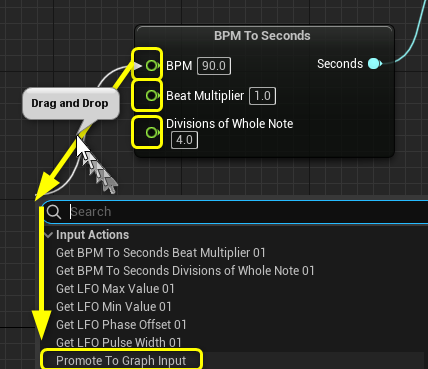 BPM To Seconds
BPM 90.0 Seconds
Drag and Drop
Beat Multiplier 1.0
Divisions of Whole Note
4.0
Search
Input Actions
Get BPM To Seconds Beat Multiplier 01
Get BPM To Seconds Divisions of Whole Note 01
Get LFO Max Value 01
Get LFO Min Value 01
Get LFO Phase Offset 01
Get LFO Pulse Width 01
Promote To Graph Input